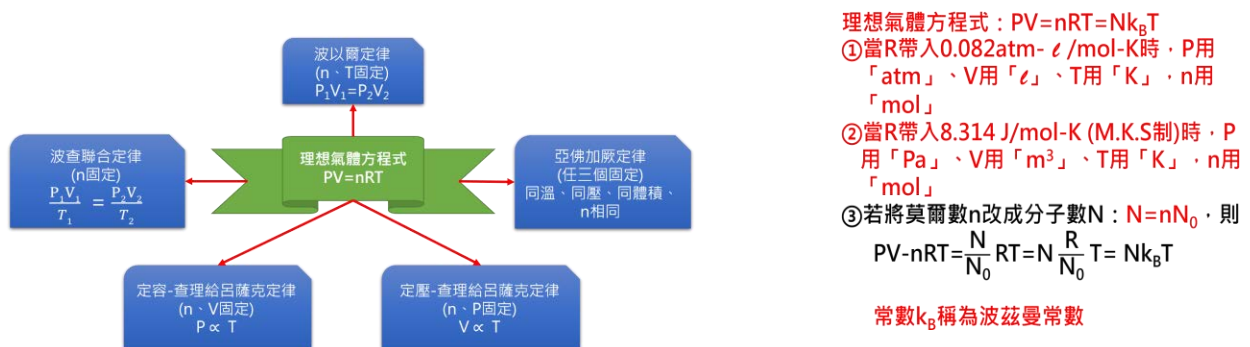 波以爾定律
(n、T固定)
P₁V₁=P₂V₂
波查聯合定律
(n固定)
P₁V₁/T₁ = P₂V₂/T₂
理想氣體方程式
PV=nRT
亞佛加厥定律
(任三個固定)
同溫、同壓、同體積、
n相同
定容-查理給呂薩克定律
(n、V固定)
P ∝ T
定壓-查理給呂薩克定律
(n、P固定)
V ∝ T
理想氣體方程式：PV=nRT=Nk_BT
①當R帶入0.082atm-ℓ/mol-K時，P用
「atm」、V用「ℓ」、T用「K」，n用
「mol」
②當R帶入8.314 J/mol-K (M.K.S制)時，P
用「Pa」、V用「m³」、T用「K」，n用
「mol」
③若將莫爾數n改成分子數N：N=nN₀，則
PV-nRT=N/N₀ RT=N R/N₀ T= Nk_BT
常數k_B稱為波茲曼常數